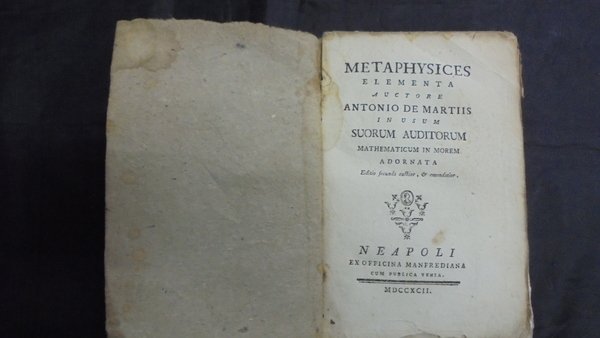 METAPHYSICES
ELEMENTA
AUCTORE
ANTONIO DE MARTIIS
IN USUM
SUORUM AUDITORUM
MATHEMATICUM IN MOREM
ADORNATA
Editio secunda auctior, & emendatior.
NEAPOLI
EX OFFICINA MANFREDIANA
CUM PUBLICA VENIA.
MDCCXCII.